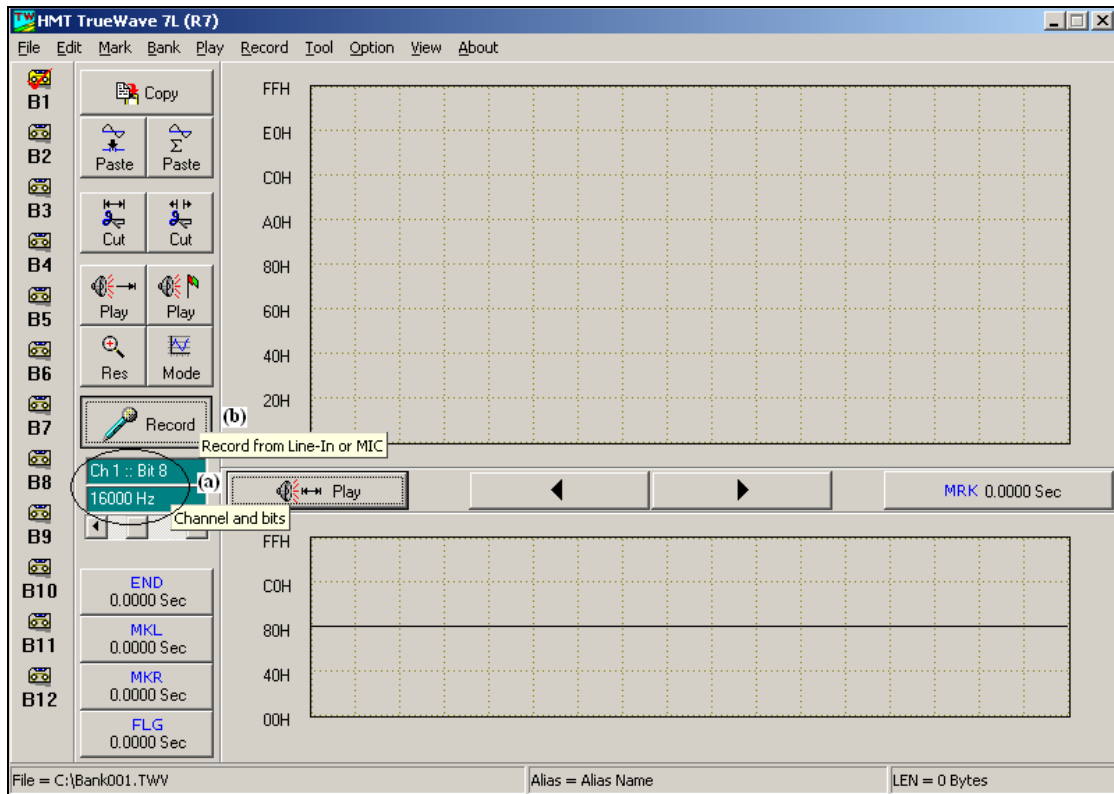 HMT TrueWave 7L (R7)
File Edit Mark Bank Play Record Tool Option View About
B1
B2
B3
B4
B5
B6
B7
B8
B9
B10
B11
B12
Copy
Paste Paste
Cut Cut
Play Play
Res Mode
Record
(b)
Record from Line-In or MIC
Ch 1 :: Bit 8
16000 Hz
(a)
Channel and bits
END
0.0000 Sec
MKL
0.0000 Sec
MKR
0.0000 Sec
FLG
0.0000 Sec
FFH
E0H
C0H
A0H
80H
60H
40H
20H
Play
MRK 0.0000 Sec
FFH
C0H
80H
40H
00H
File = C:\Bank001.TWV
Alias = Alias Name
LEN = 0 Bytes